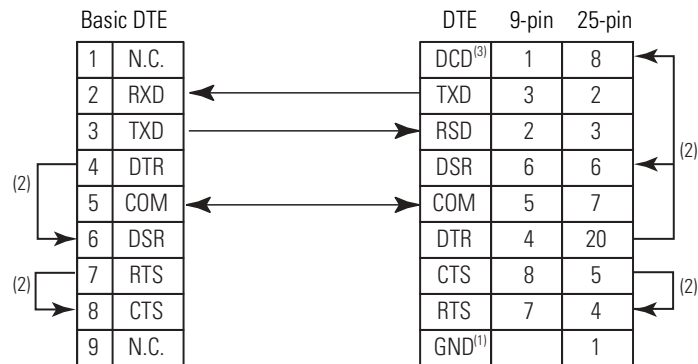 Basic DTE DTE 9-pin 25-pin
1 N.C. DCD(3) 1 8
2 RXD TXD 3 2
3 TXD RSD 2 3
4 DTR DSR 6 6
(2) (2)
5 COM COM 5 7
6 DSR DTR 4 20
7 RTS CTS 8 5
(2) (2)
8 CTS RTS 7 4
9 N.C. GND(1) 1